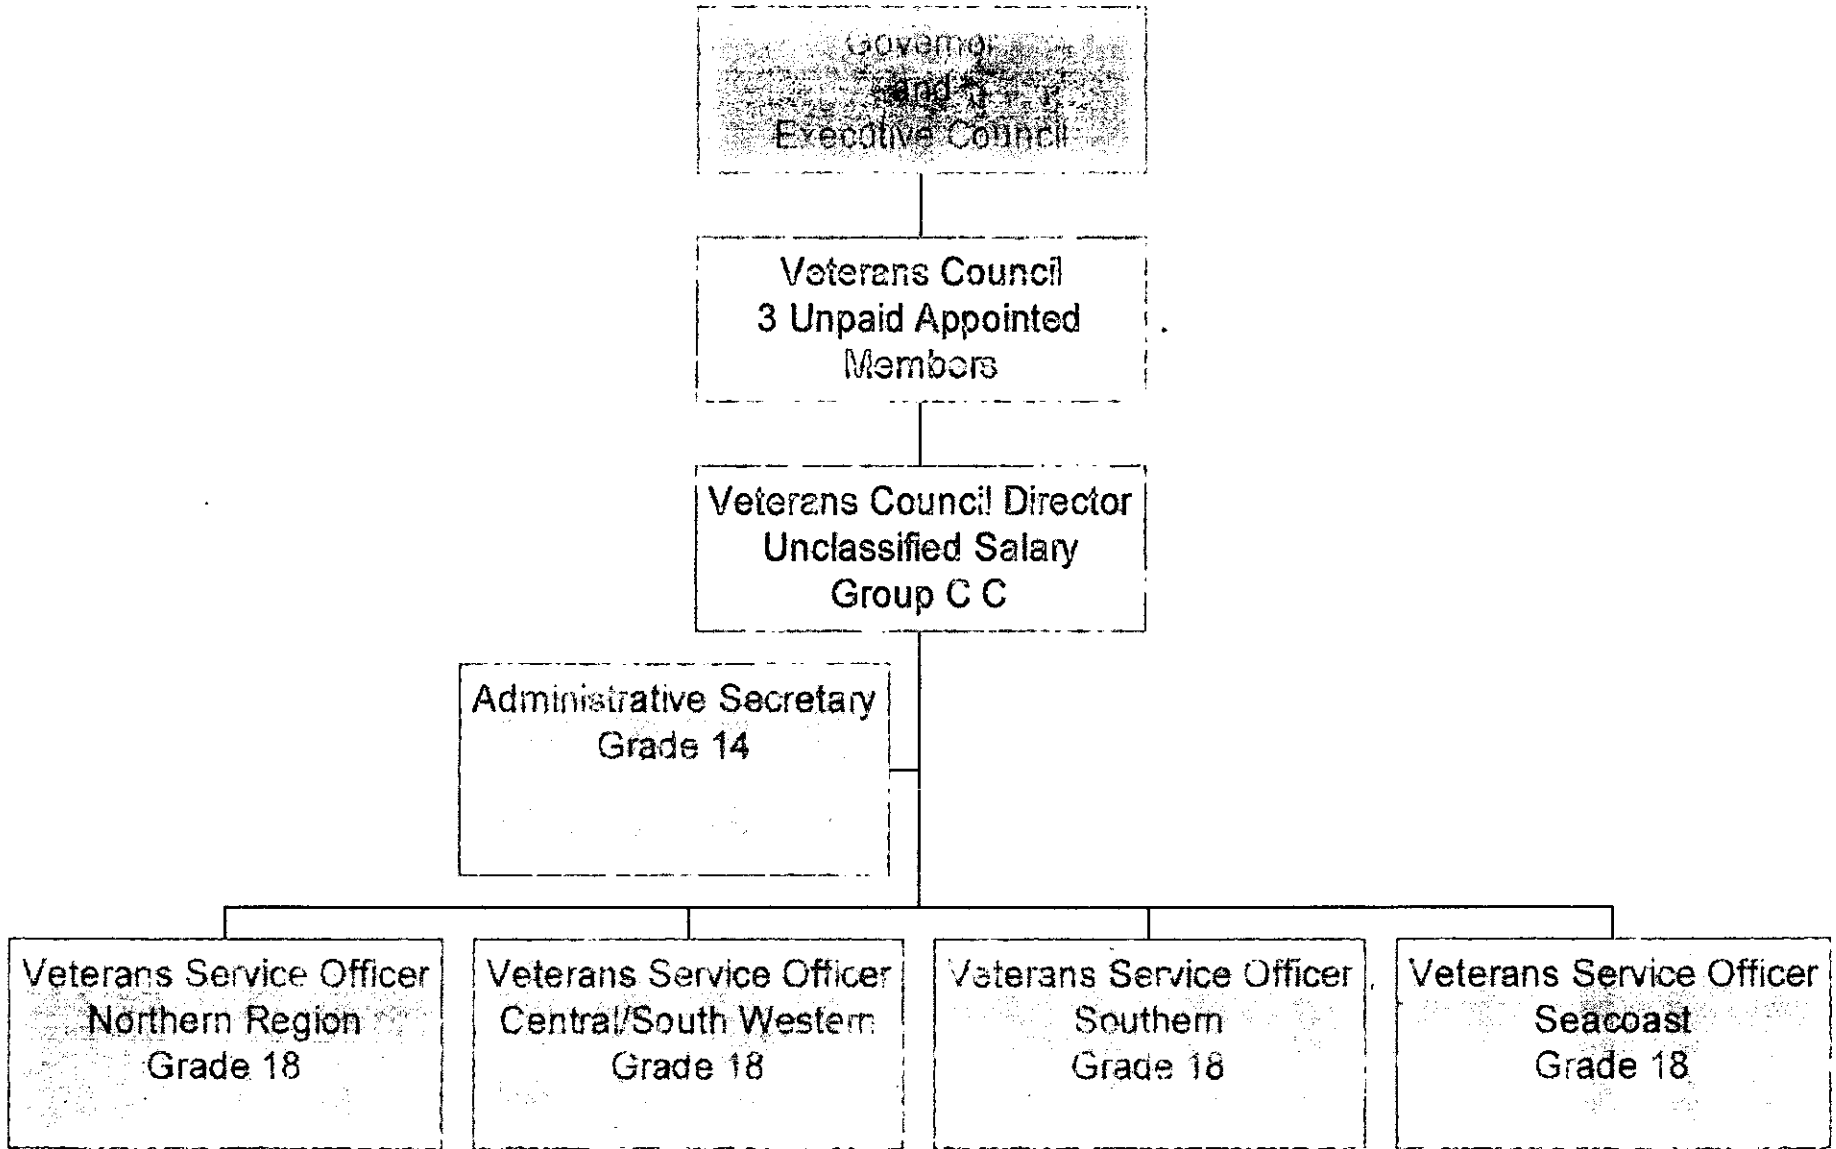 Governor
and
Executive Council
Veterans Council
3 Unpaid Appointed
Members
Veterans Council Director
Unclassified Salary
Group C C
Administrative Secretary
Grade 14
Veterans Service Officer
Northern Region
Grade 18
Veterans Service Officer
Central/South Western
Grade 18
Veterans Service Officer
Southern
Grade 18
Veterans Service Officer
Seacoast
Grade 18